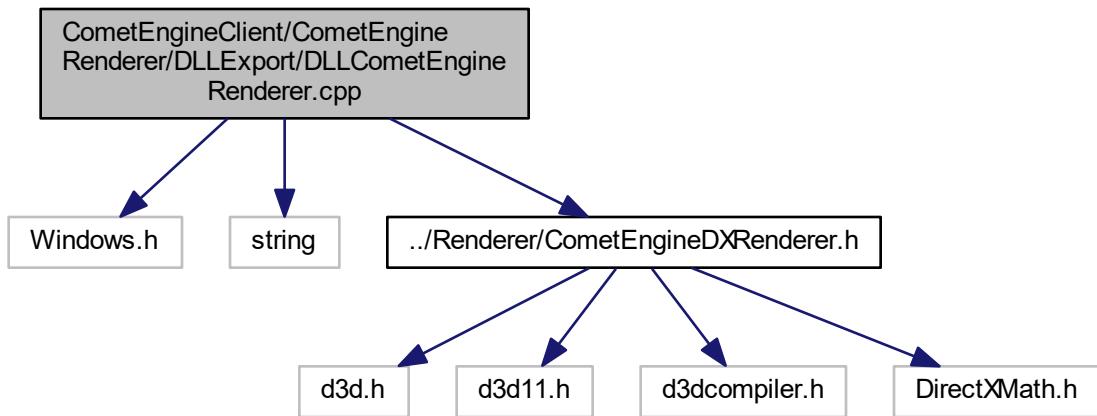 CometEngineClient/CometEngine
Renderer/DLLExport/DLLCometEngine
Renderer.cpp
Windows.h
string
../Renderer/CometEngineDXRenderer.h
d3d.h
d3d11.h
d3dcompiler.h
DirectXMath.h